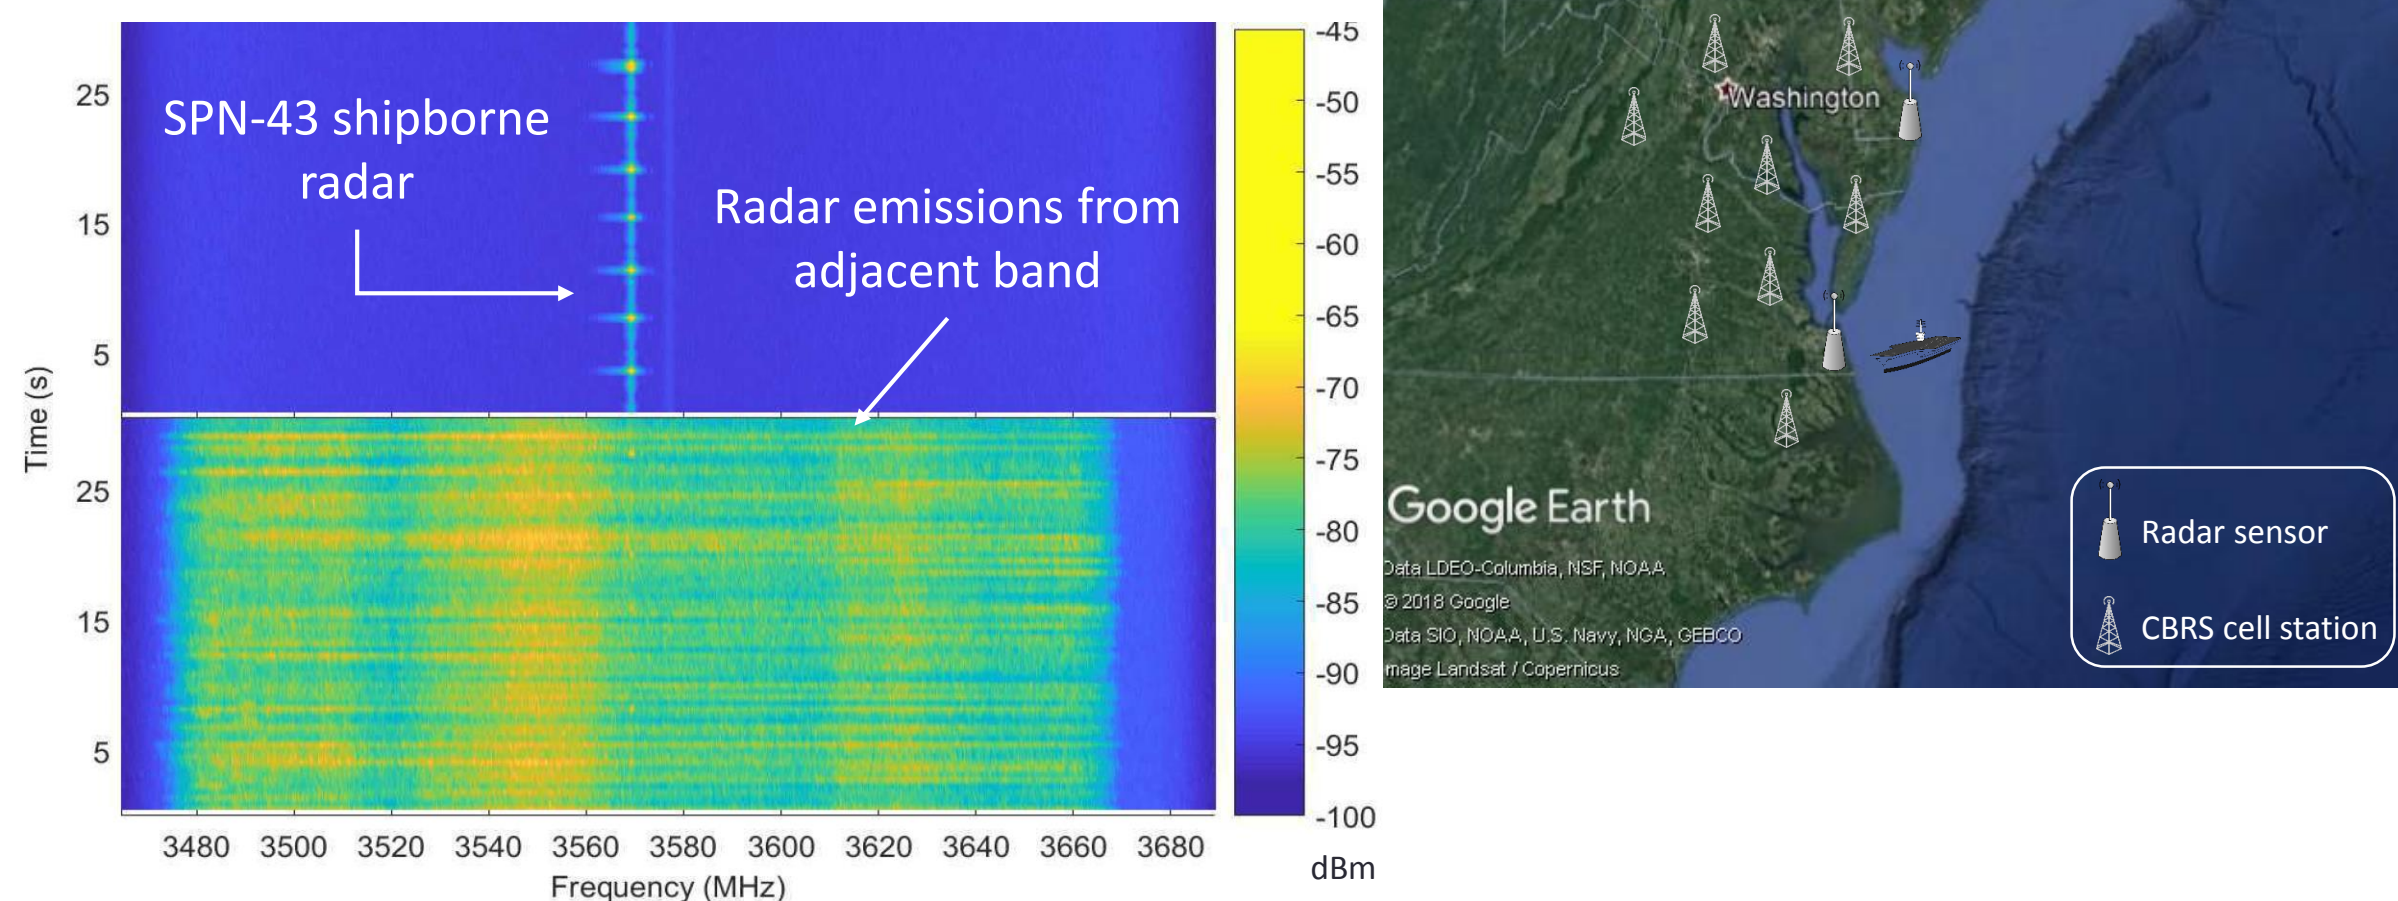 SPN-43 shipborne
radar
Radar emissions from
adjacent band
Time (s)
25
15
5
25
15
5
3480 3500 3520 3540 3560 3580 3600 3620 3640 3660 3680
Frequency (MHz)
-45
-50
-55
-60
-65
-70
-75
-80
-85
-90
-95
-100
dBm
Washington
Google Earth
Data LDEO-Columbia, NSF, NOAA
© 2018 Google
Data SIO, NOAA, U.S. Navy, NGA, GEBCO
mage Landsat / Copernicus
Radar sensor
CBRS cell station